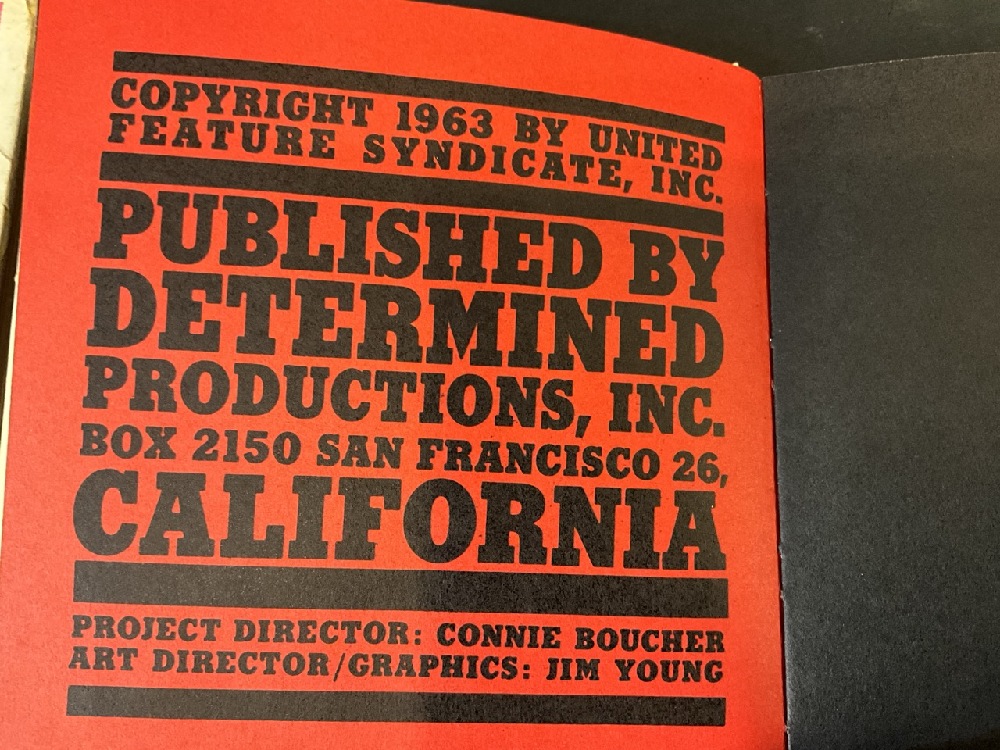 COPYRIGHT 1963 BY UNITED
FEATURE SYNDICATE, INC.
PUBLISHED BY
DETERMINED
PRODUCTIONS, INC.
BOX 2150 SAN FRANCISCO 26,
CALIFORNIA
PROJECT DIRECTOR: CONNIE BOUCHER
ART DIRECTOR/GRAPHICS: JIM YOUNG